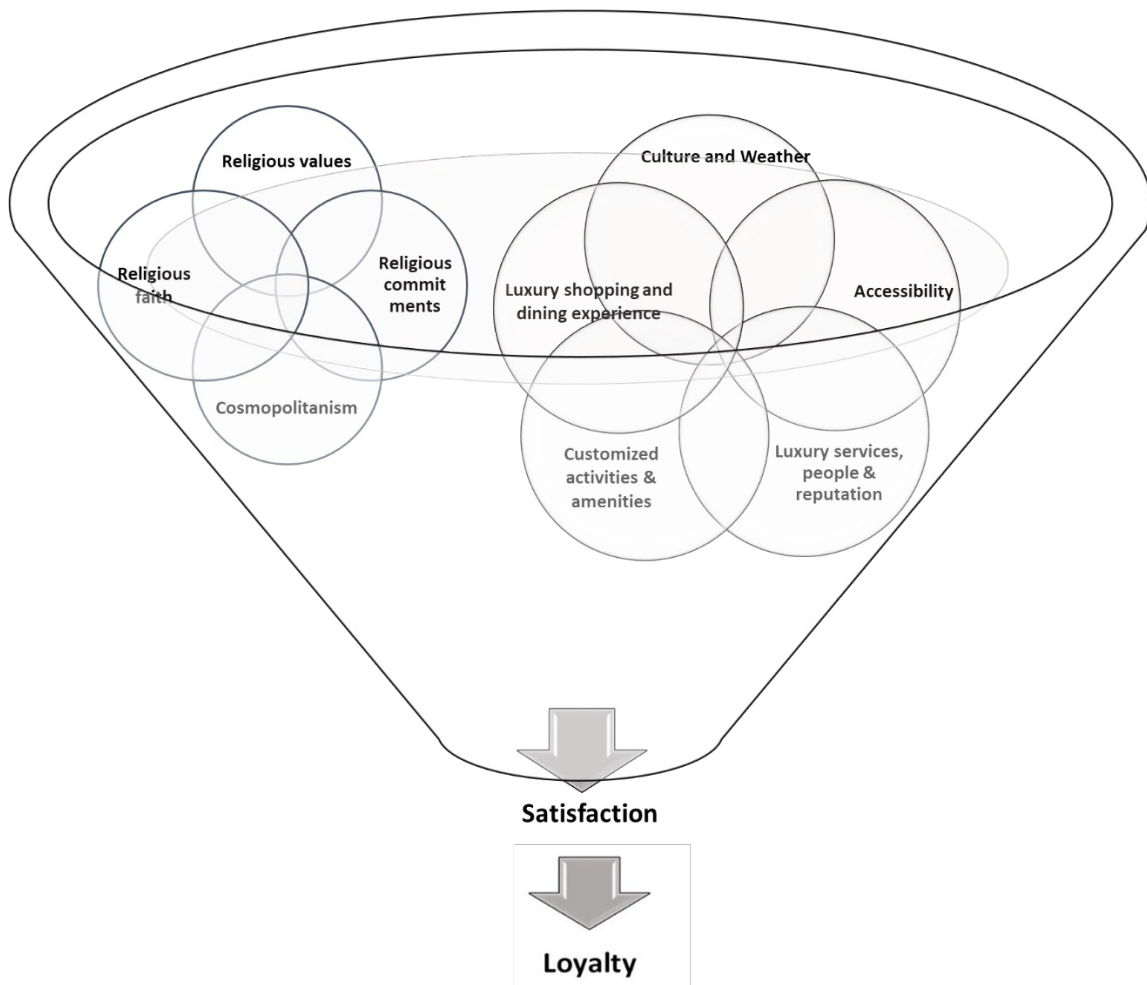 Religious values
Religious
faith
Religious
commit
ments
Cosmopolitanism
Culture and Weather
Luxury shopping and
dining experience
Accessibility
Customized
activities &
amenities
Luxury services,
people &
reputation
Satisfaction
Loyalty